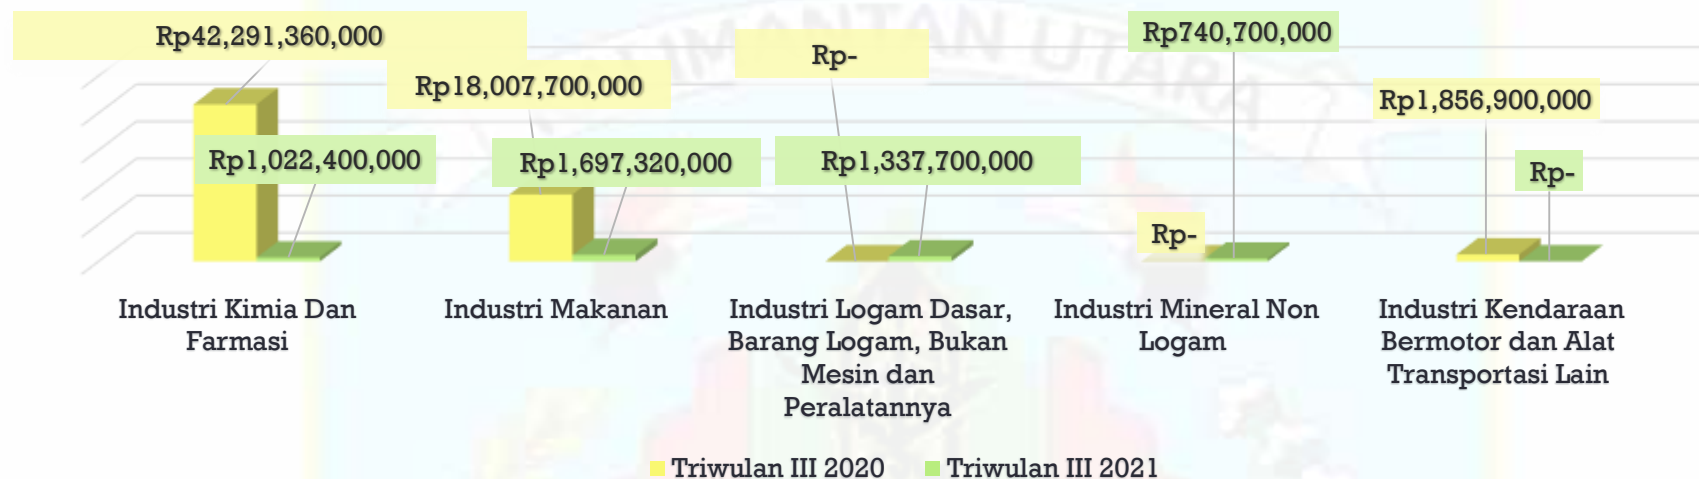 KALIMANTAN UTARA
Rp42,291,360,000
Rp18,007,700,000
Rp-
Rp740,700,000
Rp1,856,900,000
Rp1,022,400,000
Rp1,697,320,000
Rp1,337,700,000
Rp-
Rp-
Industri Kimia Dan
Farmasi
Industri Makanan
Industri Logam Dasar,
Barang Logam, Bukan
Mesin dan
Peralatannya
Industri Mineral Non
Logam
Industri Kendaraan
Bermotor dan Alat
Transportasi Lain
Triwulan III 2020
Triwulan III 2021